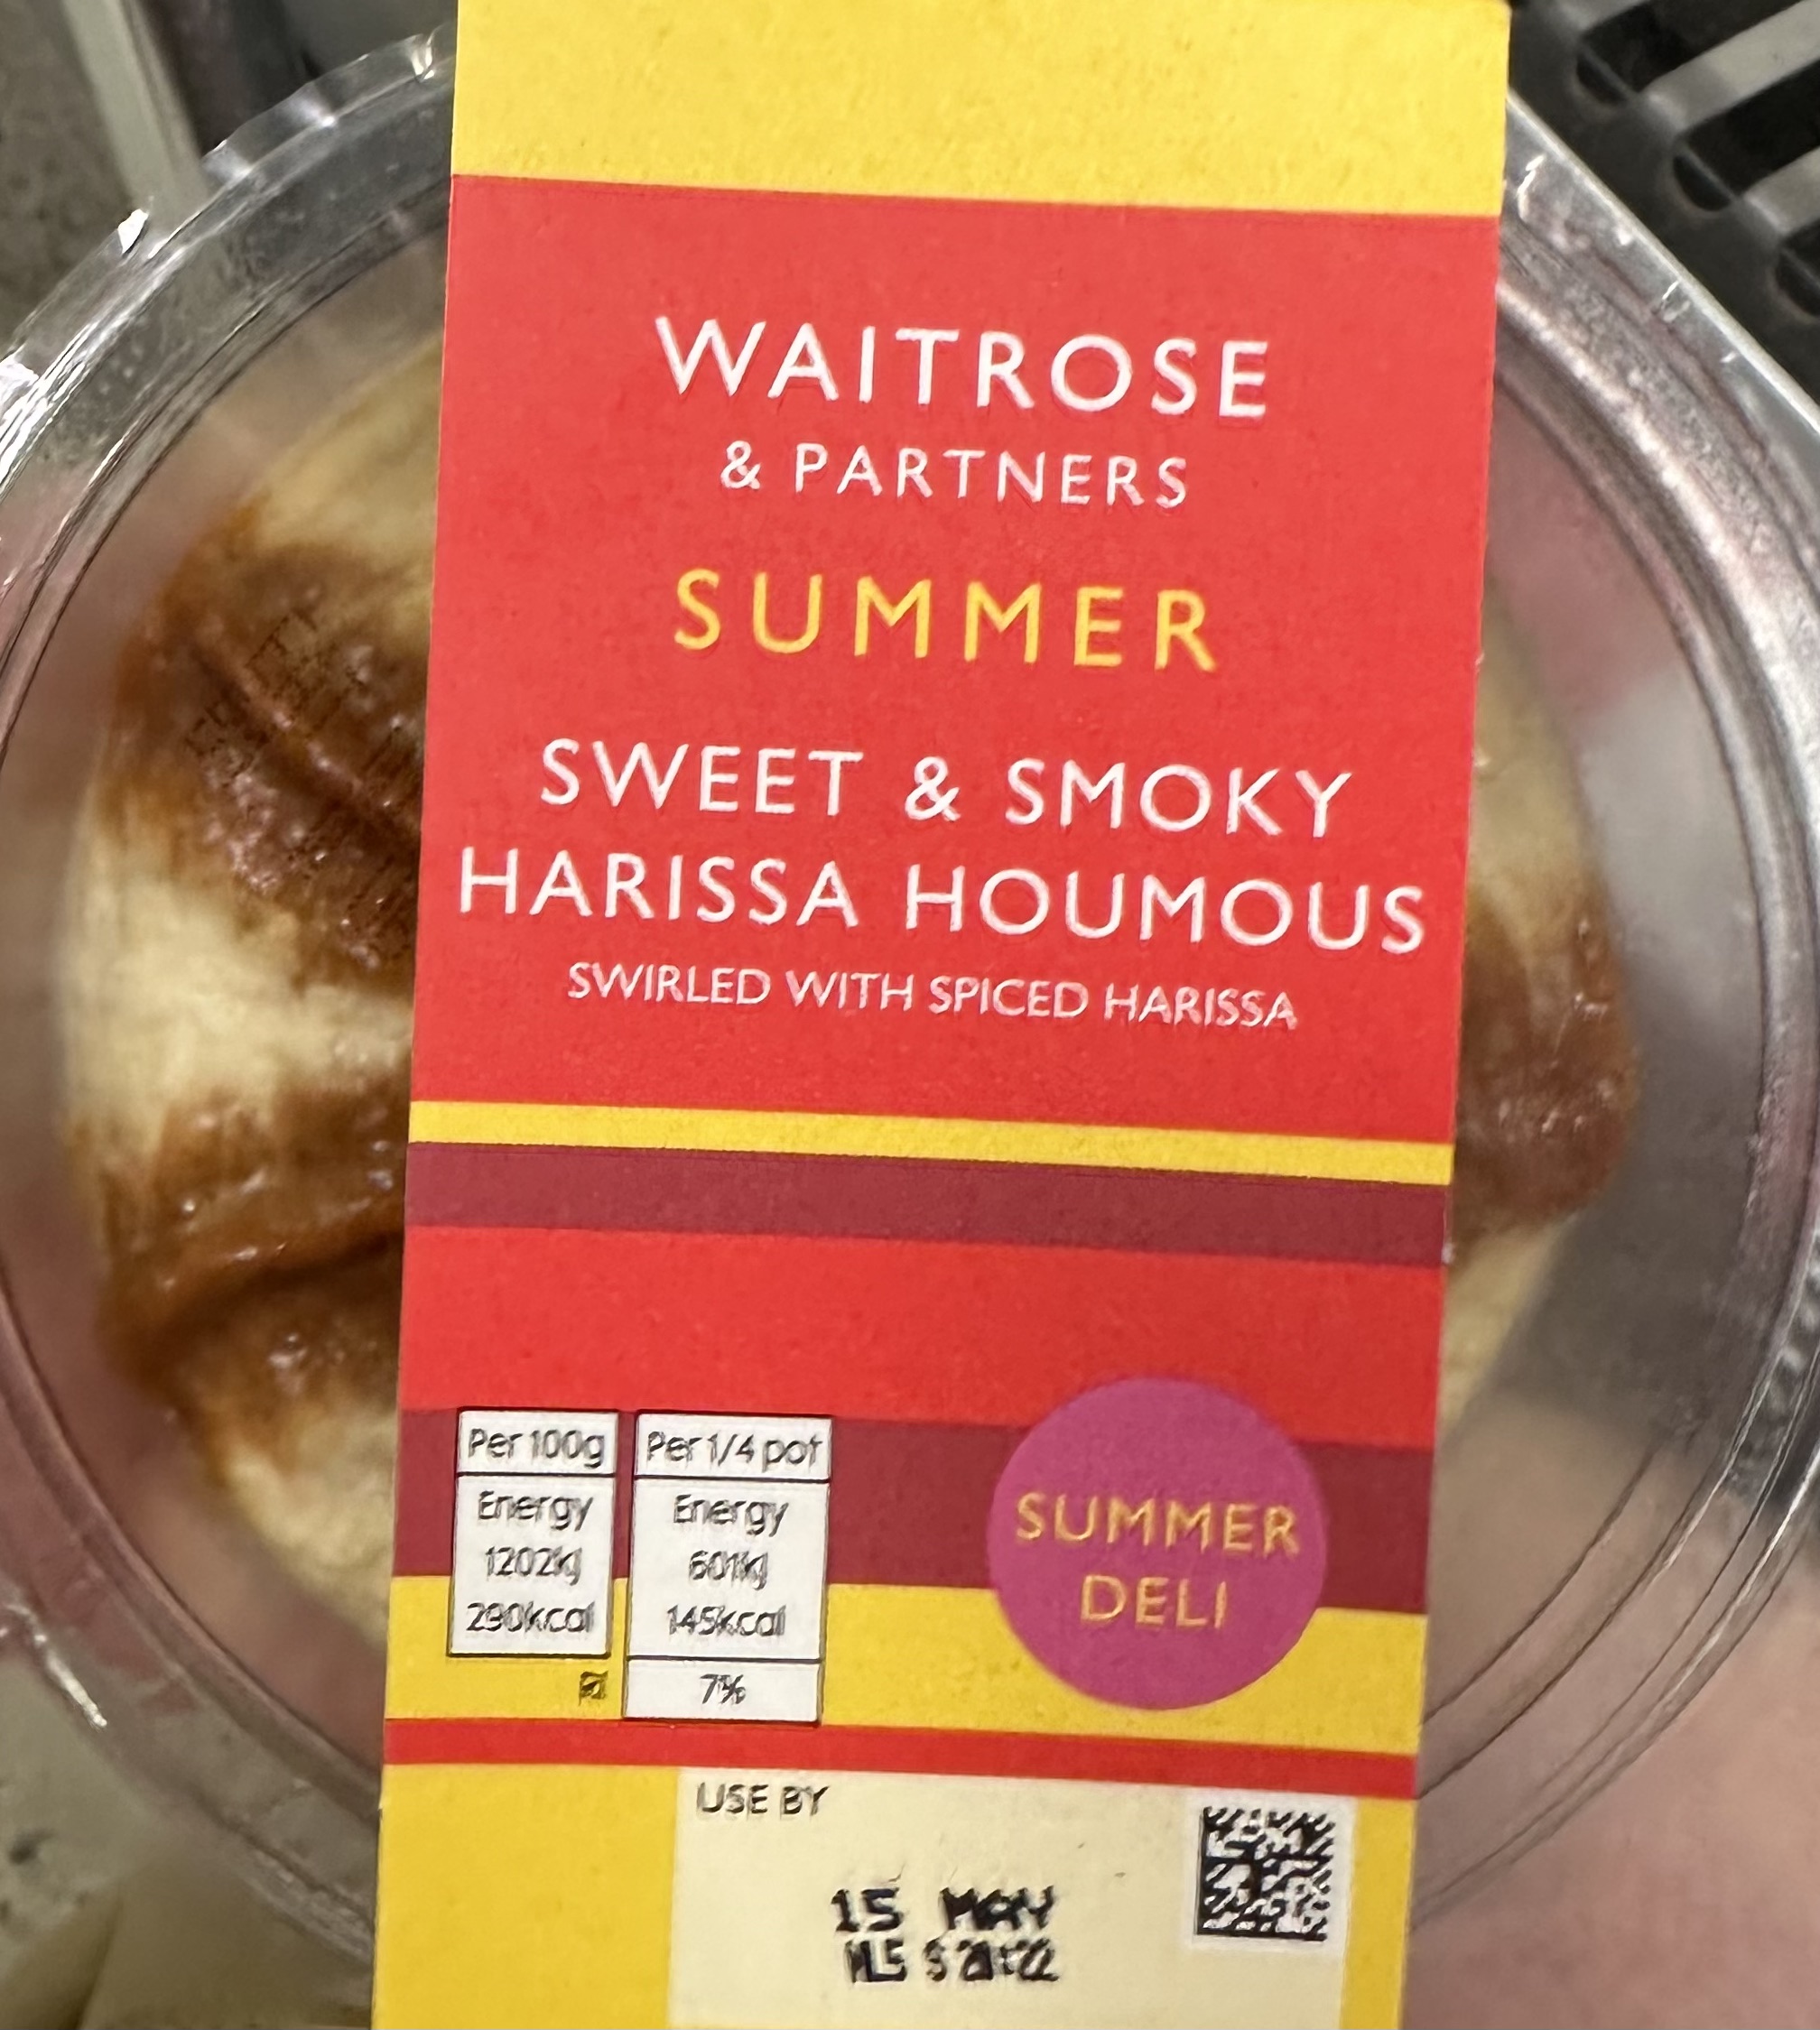 WAITROSE
& PARTNERS
SUMMER
SWEET & SMOKY
HARISSA HOUMOUS
SWIRLED WITH SPICED HARISSA
Per 100g
Energy
1202kJ
290kcal
Per 1/4 pot
Energy
601kJ
145kcal
7%
SUMMER
DELI
USE BY
15 MAY